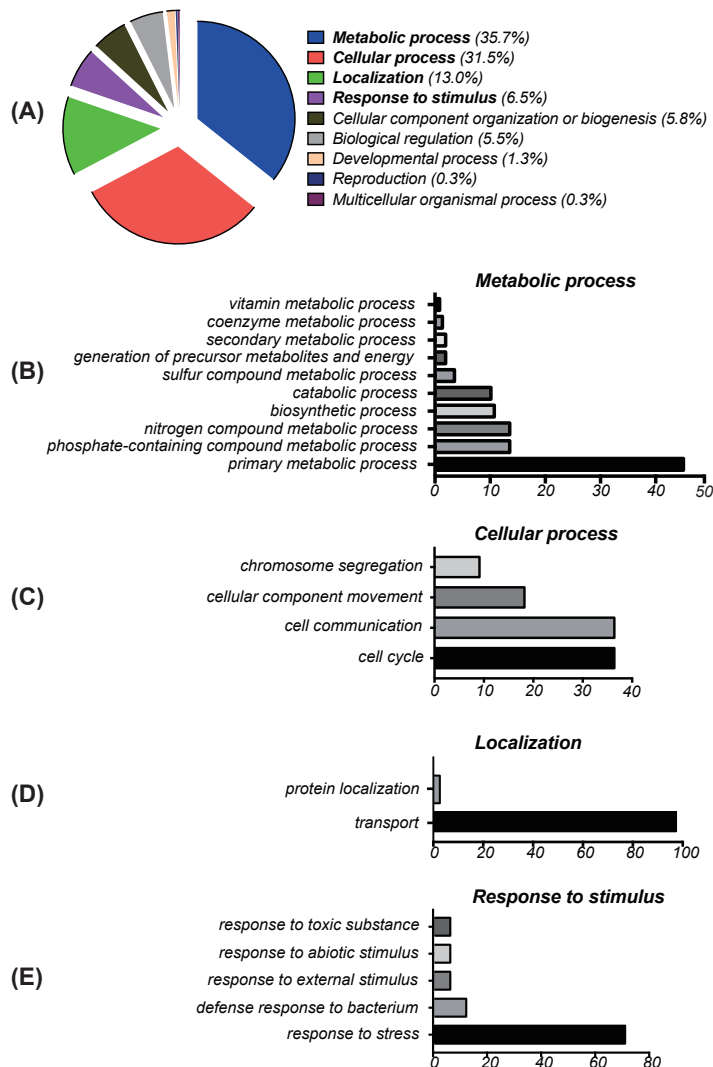 (A)
Metabolic process (35.7%)
Cellular process (31.5%)
Localization (13.0%)
Response to stimulus (6.5%)
Cellular component organization or biogenesis (5.8%)
Biological regulation (5.5%)
Developmental process (1.3%)
Reproduction (0.3%)
Multicellular organismal process (0.3%)
(B)
Metabolic process
vitamin metabolic process
coenzyme metabolic process
secondary metabolic process
generation of precursor metabolites and energy
sulfur compound metabolic process
catabolic process
biosynthetic process
nitrogen compound metabolic process
phosphate-containing compound metabolic process
primary metabolic process
0 10 20 30 40 50
(C)
Cellular process
chromosome segregation
cellular component movement
cell communication
cell cycle
0 10 20 30 40
(D)
Localization
protein localization
transport
0 20 40 60 80 100
(E)
Response to stimulus
response to toxic substance
response to abiotic stimulus
response to external stimulus
defense response to bacterium
response to stress
0 20 40 60 80